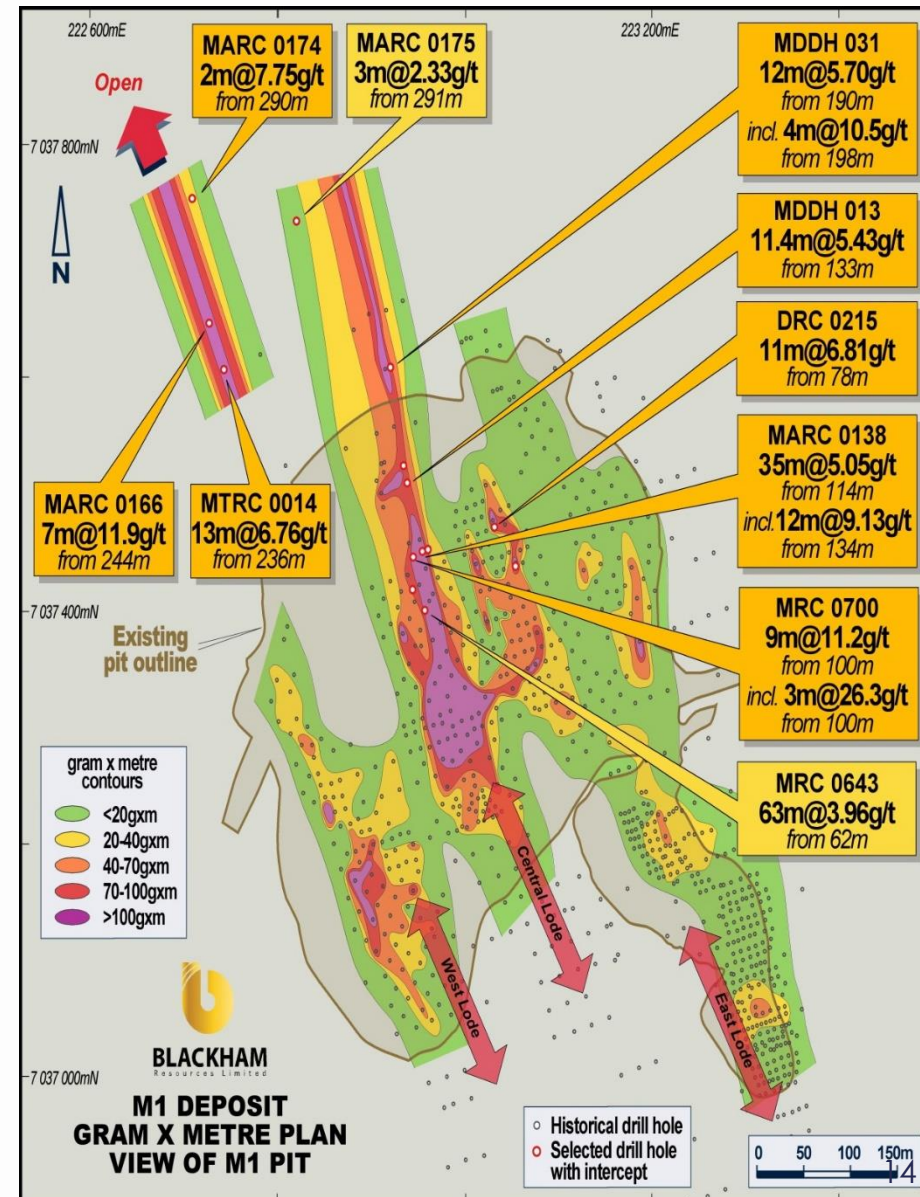 222 600mE
223 200mE
MARC 0174
2m@7.75g/t
from 290m
MARC 0175
3m@2.33g/t
from 291m
MDDH 031
12m@5.70g/t
from 190m
incl. 4m@10.5g/t
from 198m
Open
7 037 800mN
N
MDDH 013
11.4m@5.43g/t
from 133m
DRC 0215
11m@6.81g/t
from 78m
MARC 0138
35m@5.05g/t
from 114m
incl.12m@9.13g/t
from 134m
MARC 0166
7m@11.9g/t
from 244m
MTRC 0014
13m@6.76g/t
from 236m
7 037 400mN
Existing
pit outline
MRC 0700
9m@11.2g/t
from 100m
incl. 3m@26.3g/t
from 100m
MRC 0643
63m@3.96g/t
from 62m
gram x metre
contours
<20gxm
20-40gxm
40-70gxm
70-100gxm
>100gxm
Central Lode
West Lode
East Lode
BLACKHAM
Resources Limited
7 037 000mN
M1 DEPOSIT
GRAM X METRE PLAN
VIEW OF M1 PIT
Historical drill hole
Selected drill hole
with intercept
0 50 100 150m
14